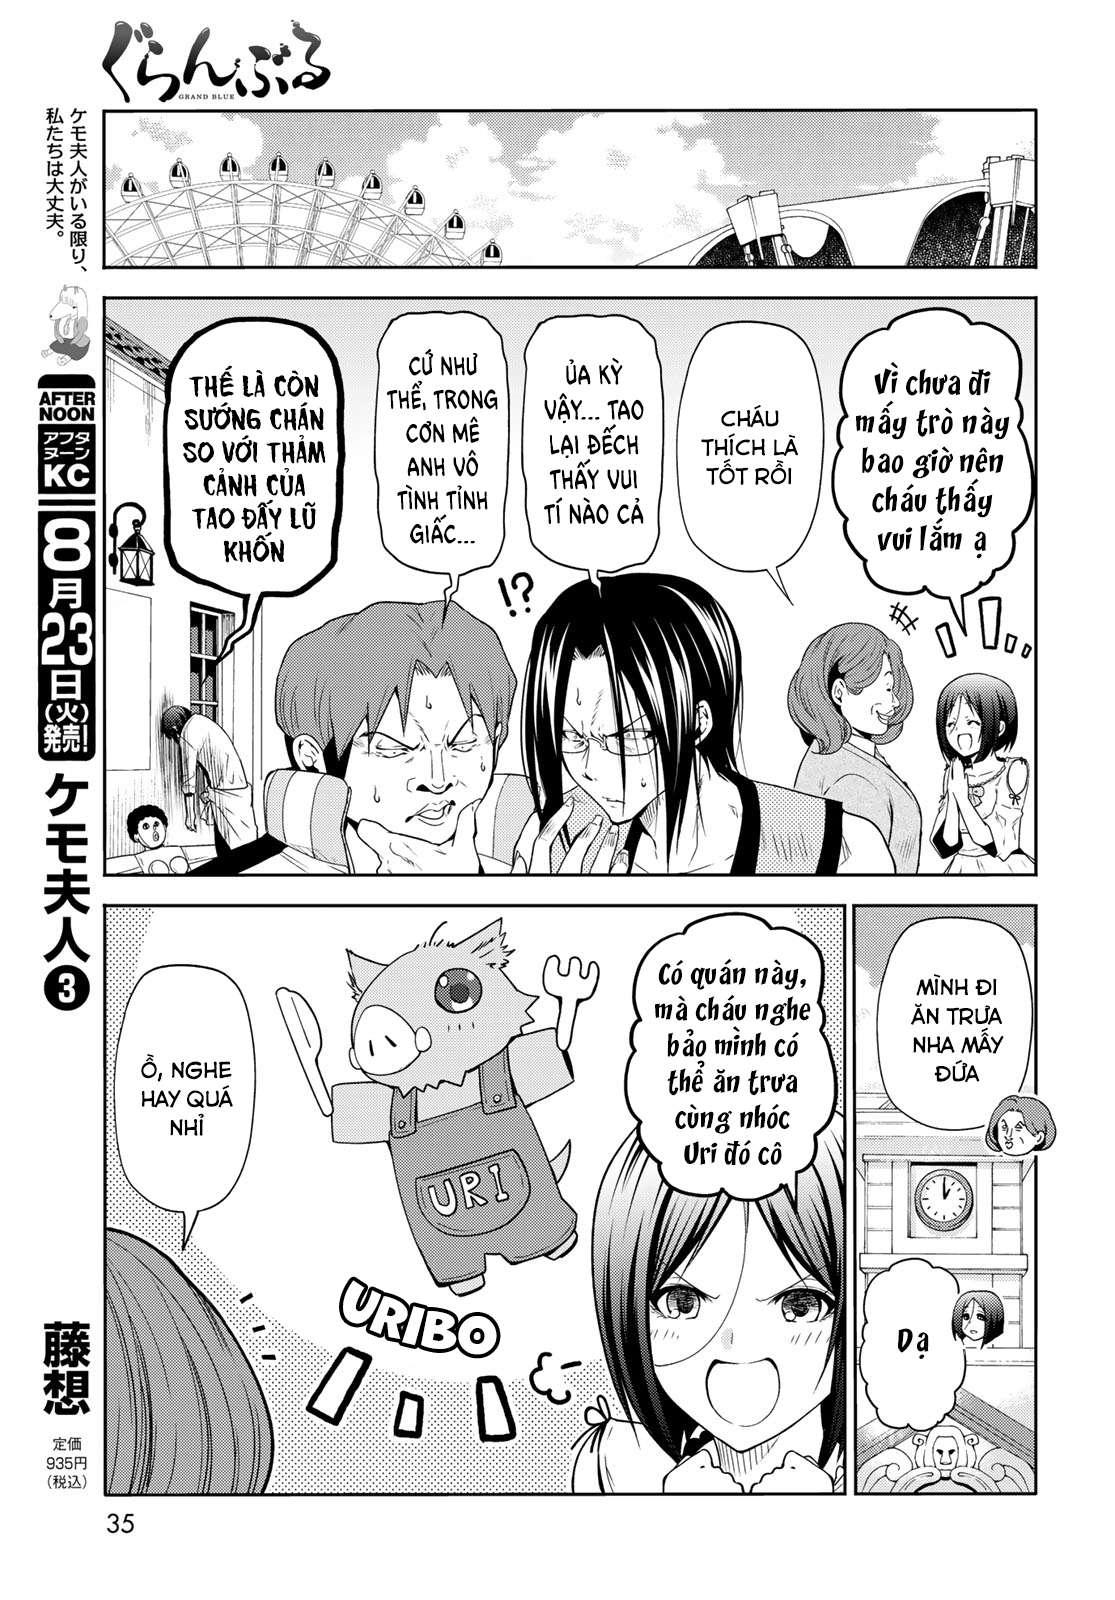 ぐらんぶる
GRAND BLUE
ケモ夫人がいる限り、
私たちは大丈夫。
AFTER
NOON
アフタ
ヌーン
KC
8月23日(火)発売!
ケモ夫人3
藤想
定価
935円
(税込)
Vì chưa đi
mấy trò này
bao giờ nên
cháu thấy
vui lắm ạ
CHÁU
THÍCH LÀ
TỐT RỒI
ỦA KỲ
VẬY... TAO
LẠI ĐẾCH
THẤY VUI
TÍ NÀO CẢ
CỨ NHƯ
THỂ, TRONG
CƠN MÊ
ANH VÔ
TÌNH TỈNH
GIẤC...
THẾ LÀ CÒN
SƯỚNG CHÁN
SO VỚI THẢM
CẢNH CỦA
TAO ĐẤY LŨ
KHỐN
!?
MÌNH ĐI
ĂN TRƯA
NHA MẤY
ĐỨA
Dạ
Có quán này,
mà cháu nghe
bảo mình có
thể ăn trưa
cùng nhóc
Uri đó cô
URI
URIBO
Ồ, NGHE
HAY QUÁ
NHỈ
35